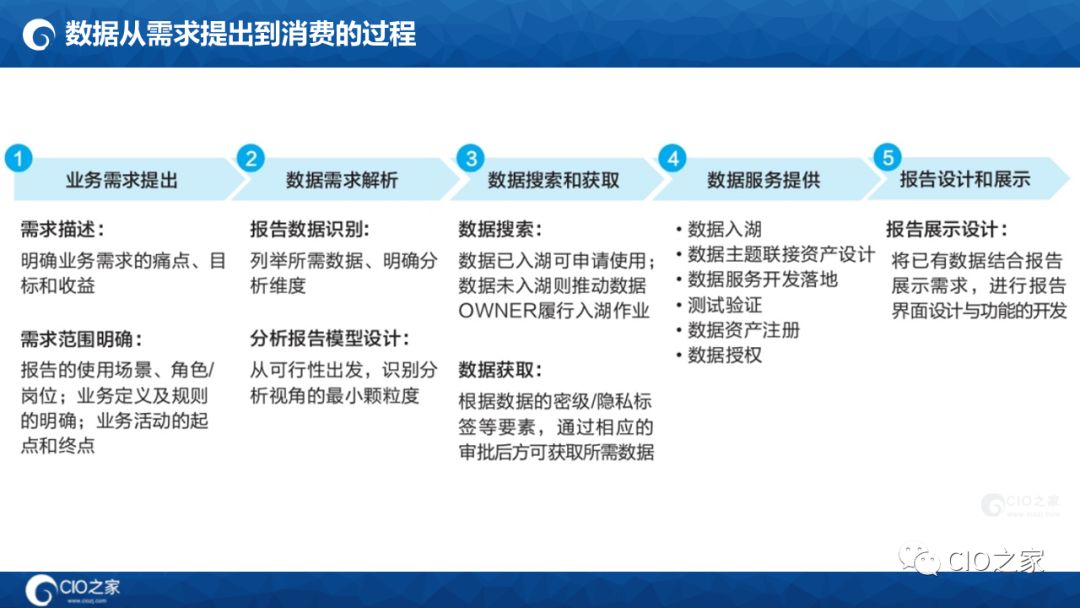 数据从需求提出到消费的过程
1
业务需求提出
需求描述：
明确业务需求的痛点、目
标和收益
需求范围明确：
报告的使用场景、角色/
岗位；业务定义及规则
的明确；业务活动的起
点和终点
2
数据需求解析
报告数据识别:
列举所需数据、明确分
析维度
分析报告模型设计：
从可行性出发，识别分
析视角的最小颗粒度
3
数据搜索和获取
数据搜索：
数据已入湖可申请使用；
数据未入湖则推动数据
OWNER履行入湖作业
数据获取：
根据数据的密级/隐私标
签等要素，通过相应的
审批后方可获取所需数据
4
数据服务提供
• 数据入湖
• 数据主题联接资产设计
• 数据服务开发落地
• 测试验证
• 数据资产注册
• 数据授权
5
报告设计和展示
报告展示设计：
将已有数据结合报告
展示需求，进行报告
界面设计与功能的开发
CIO之家
www.ciozj.com
CIO之家
CIO之家
www.ciozj.com